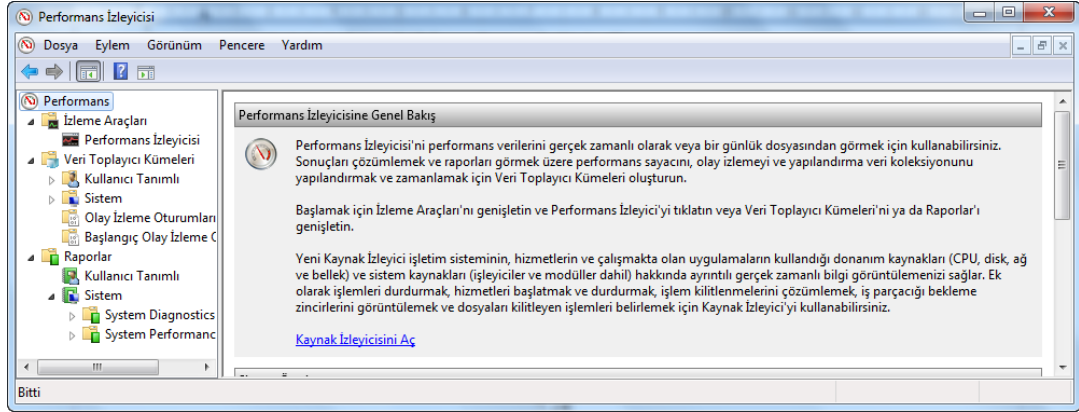 Performans İzleyicisi
Dosya Eylem Görünüm Pencere Yardım
Performans
İzleme Araçları
Performans İzleyicisi
Veri Toplayıcı Kümeleri
Kullanıcı Tanımlı
Sistem
Olay İzleme Oturumları
Başlangıç Olay İzleme
Raporlar
Kullanıcı Tanımlı
Sistem
System Diagnostics
System Performanc
Performans İzleyicisine Genel Bakış
Performans İzleyicisi'ni performans verilerini gerçek zamanlı olarak veya bir günlük dosyasından görmek için kullanabilirsiniz.
Sonuçları çözümlemek ve raporları görmek üzere performans sayacını, olay izlemeyi ve yapılandırma veri koleksiyonunu
yapılandırmak ve zamanlamak için Veri Toplayıcı Kümeleri oluşturun.
Başlamak için İzleme Araçları'nı genişletin ve Performans İzleyici'yi tıklatın veya Veri Toplayıcı Kümeleri'ni ya da Raporlar'ı
genişletin.
Yeni Kaynak İzleyici işletim sisteminin, hizmetlerin ve çalışmakta olan uygulamaların kullandığı donanım kaynakları (CPU, disk, ağ
ve bellek) ve sistem kaynakları (işleyiciler ve modüller dahil) hakkında ayrıntılı gerçek zamanlı bilgi görüntülemenizi sağlar. Ek
olarak işlemleri durdurmak, hizmetleri başlatmak ve durdurmak, işlem kilitlenmelerini çözümlemek, iş parçacığı bekleme
zincirlerini görüntülemek ve dosyaları kilitleyen işlemleri belirlemek için Kaynak İzleyici'yi kullanabilirsiniz.
Kaynak İzleyicisini Aç
Bitti